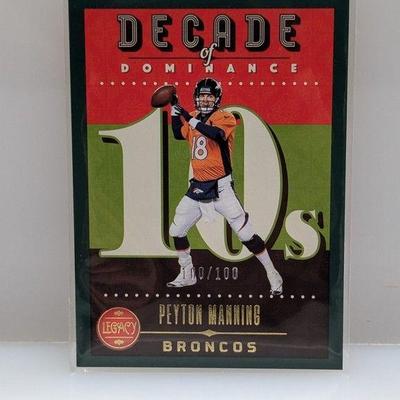 DECADE
of
DOMINANCE
10s
18
100/100
PEYTON MANNING
LEGACY
BRONCOS